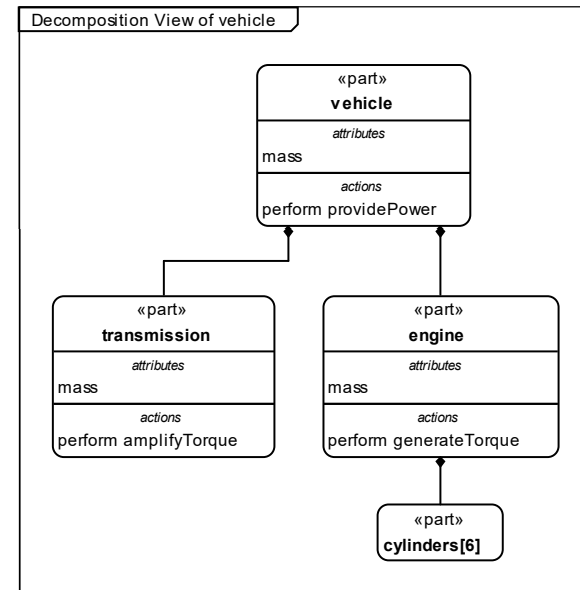 Decomposition View of vehicle
«part»
vehicle
attributes
mass
actions
perform providePower
«part»
transmission
attributes
mass
actions
perform amplifyTorque
«part»
engine
attributes
mass
actions
perform generateTorque
«part»
cylinders[6]